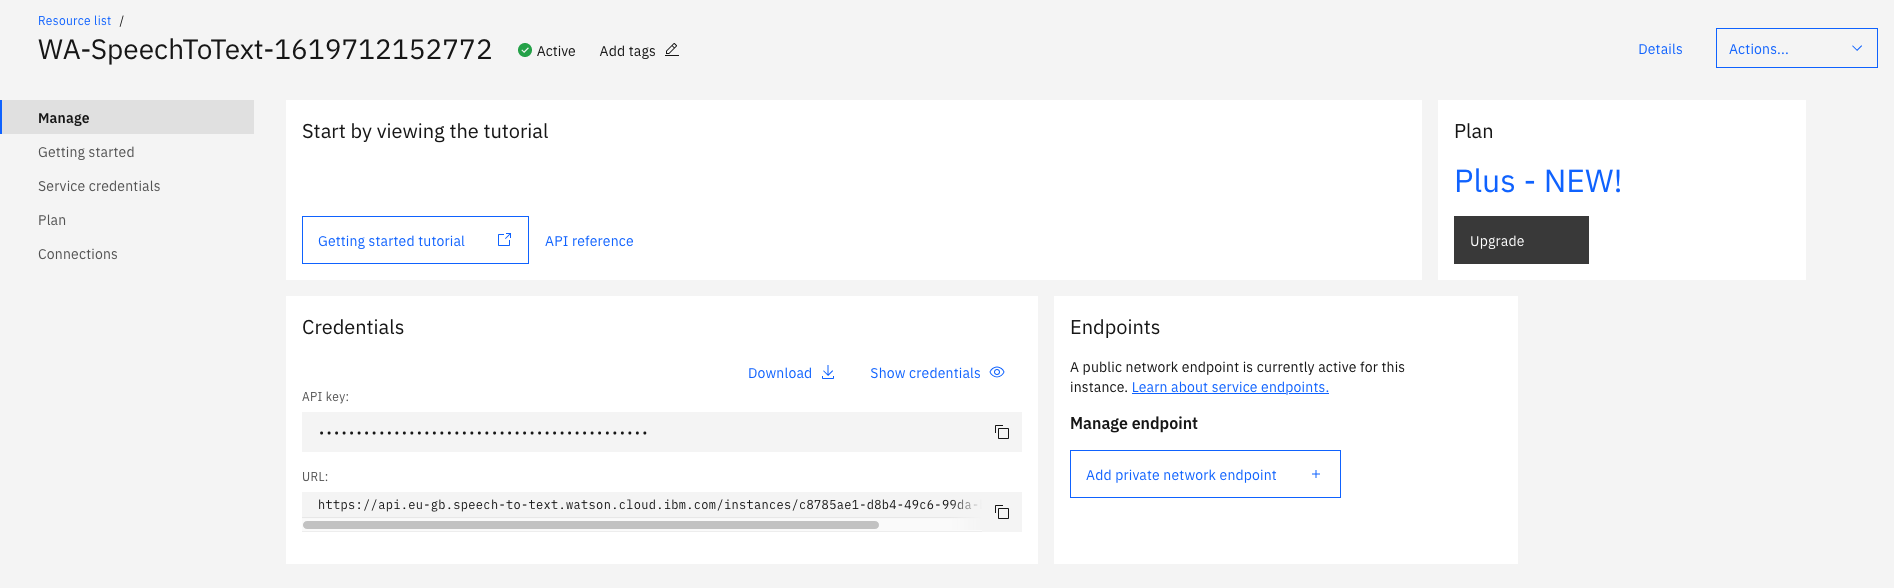 Resource list /
WA-SpeechToText-1619712152772
Active
Add tags
Details
Actions...
Manage
Getting started
Service credentials
Plan
Connections
Start by viewing the tutorial
Getting started tutorial
API reference
Plan
Plus - NEW!
Upgrade
Credentials
Download
Show credentials
API key:
••••••••••••••••••••••••••••••••••••••••••••
URL:
https://api.eu-gb.speech-to-text.watson.cloud.ibm.com/instances/c8785ae1-d8b4-49c6-99da-
Endpoints
A public network endpoint is currently active for this
instance. Learn about service endpoints.
Manage endpoint
Add private network endpoint +